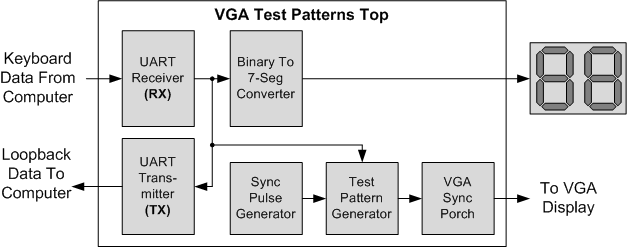 VGA Test Patterns Top
Keyboard
Data From
Computer
UART
Receiver
(RX)
Binary To
7-Seg
Converter
Loopback
Data To
Computer
UART
Trans-
mitter
(TX)
Sync
Pulse
Generator
Test
Pattern
Generator
VGA
Sync
Porch
To VGA
Display